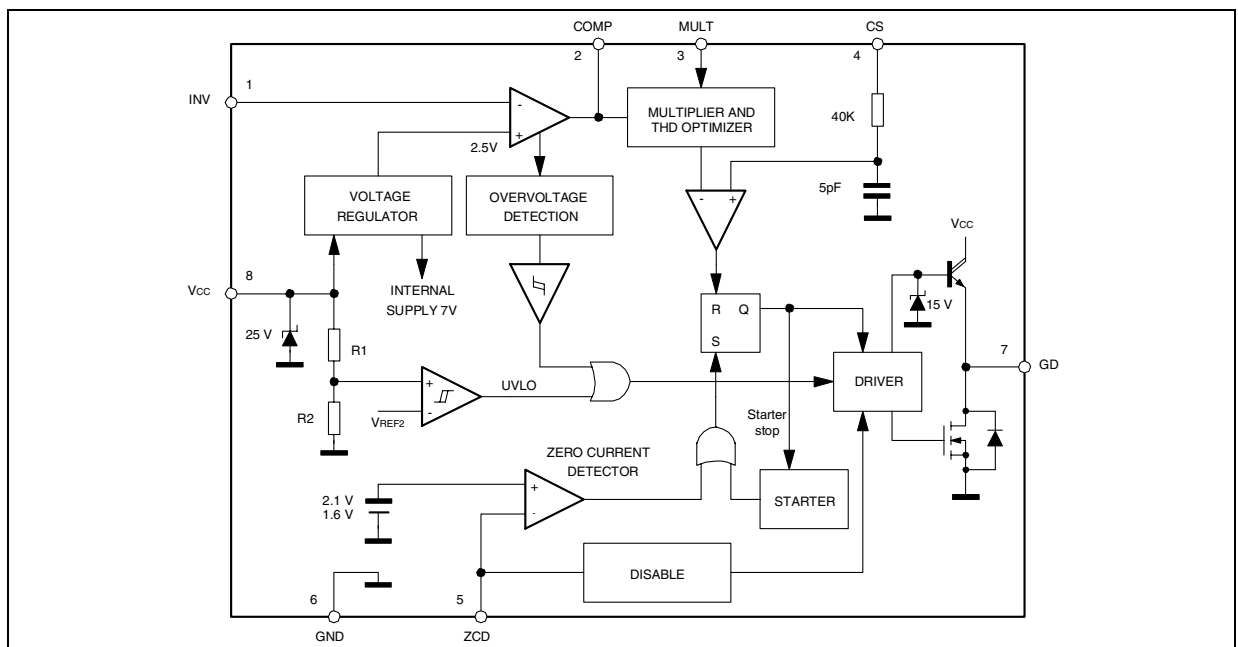 COMP
MULT
CS
2
3
4
1
INV
-
+
2.5V
MULTIPLIER AND
THD OPTIMIZER
40K
5pF
VOLTAGE
REGULATOR
OVERVOLTAGE
DETECTION
-
+
VCC
8
VCC
INTERNAL
SUPPLY 7V
25 V
R1
R Q
S
15 V
7
GD
DRIVER
+
-
UVLO
R2
VREF2
Starter
stop
ZERO CURRENT
DETECTOR
2.1 V
1.6 V
+
-
STARTER
DISABLE
6
5
GND
ZCD